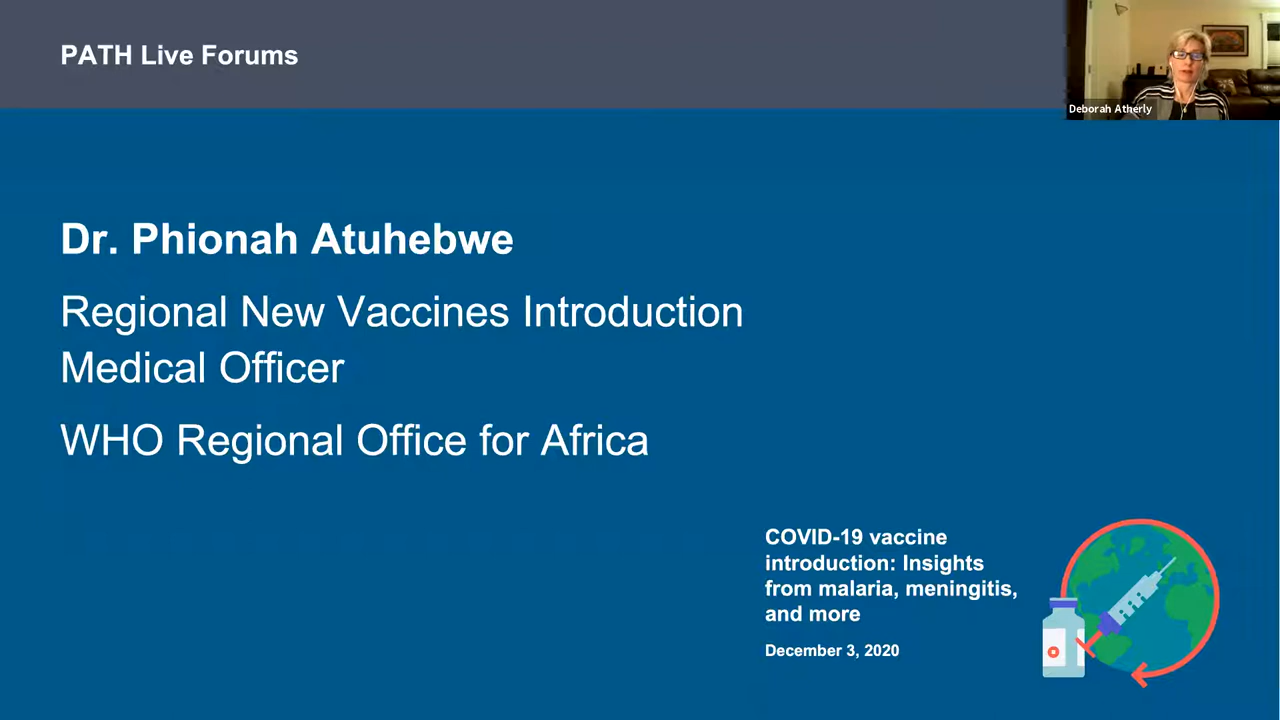 PATH Live Forums
Deborah Atherly
Dr. Phionah Atuhebwe
Regional New Vaccines Introduction
Medical Officer
WHO Regional Office for Africa
COVID-19 vaccine
introduction: Insights
from malaria, meningitis,
and more
December 3, 2020